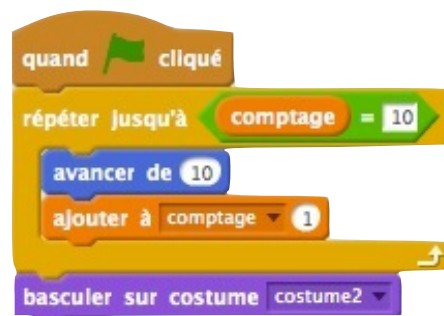 quand cliqué
répéter jusqu'à comptage = 10
avancer de 10
ajouter à comptage 1
basculer sur costume costume2